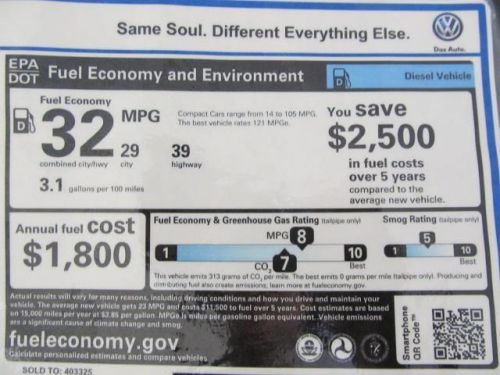 Same Soul. Different Everything Else.
Das Auto.
EPA
DOT
Fuel Economy and Environment
Diesel Vehicle
Fuel Economy
D
32 MPG
29
39
combined city/hwy city highway
3.1 gallons per 100 miles
Compact Cars range from 14 to 105 MPG.
The best vehicle rates 121 MPGe.
You save
$2,500
in fuel costs
over 5 years
compared to the
average new vehicle.
Annual fuel cost
$1,800
Fuel Economy & Greenhouse Gas Rating (tailpipe only)
MPG 8
1 10
Best
CO2 7
Smog Rating (tailpipe only)
5
1 10
Best
This vehicle emits 313 grams of CO2 per mile. The best emits 0 grams per mile (tailpipe only). Producing and
distributing fuel also create emissions; learn more at fueleconomy.gov.
Actual results will vary for many reasons, including driving conditions and how you drive and maintain your
vehicle. The average new vehicle gets 23 MPG and costs $11,500 to fuel over 5 years. Cost estimates are based
on 15,000 miles per year at $3.85 per gallon. MPGe is miles per gasoline gallon equivalent. Vehicle emissions
are a significant cause of climate change and smog.
fueleconomy.gov
Calculate personalized estimates and compare vehicles
Smartphone
QR Code™
SOLD TO: 403325